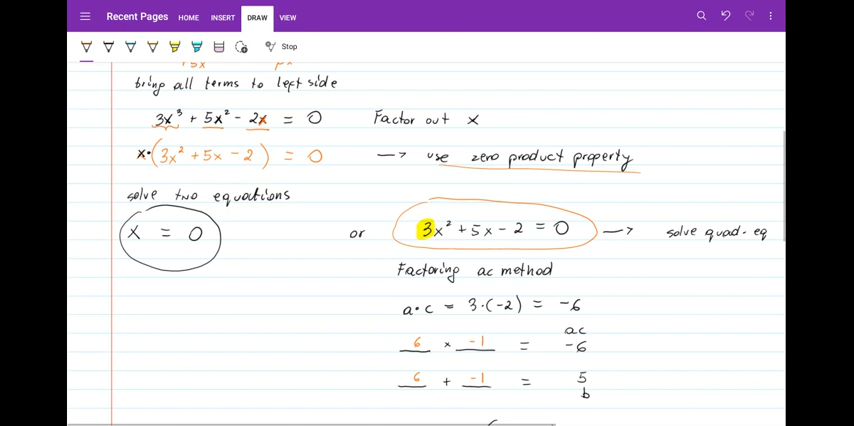 Recent Pages HOME INSERT DRAW VIEW
Stop
bring all terms to left side
3x³ + 5x² - 2x = 0 Factor out x
x·(3x² + 5x - 2) = 0 → use zero product property
solve two equations
x = 0 or 3x² + 5x - 2 = 0 → solve quad. eq
Factoring ac method
a·c = 3·(-2) = -6
ac
6 × -1 = -6
6 + -1 = 5
b